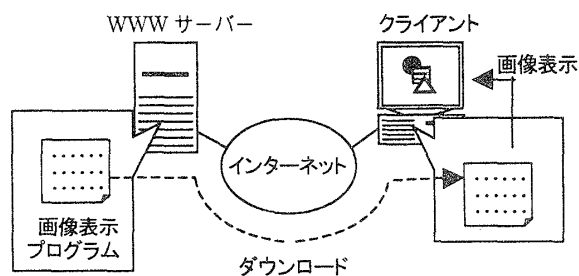 WWW サーバー
クライアント
画像表示
インターネット
画像表示
プログラム
ダウンロード